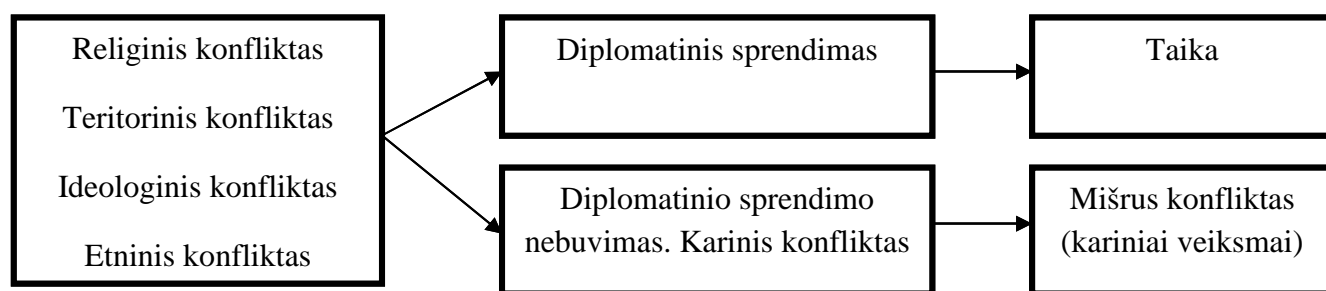 Religinis konfliktas
Teritorinis konfliktas
Ideologinis konfliktas
Etninis konfliktas
Diplomatinis sprendimas
Taika
Diplomatinio sprendimo
nebuvimas. Karinis konfliktas
Mišrus konfliktas
(kariniai veiksmai)